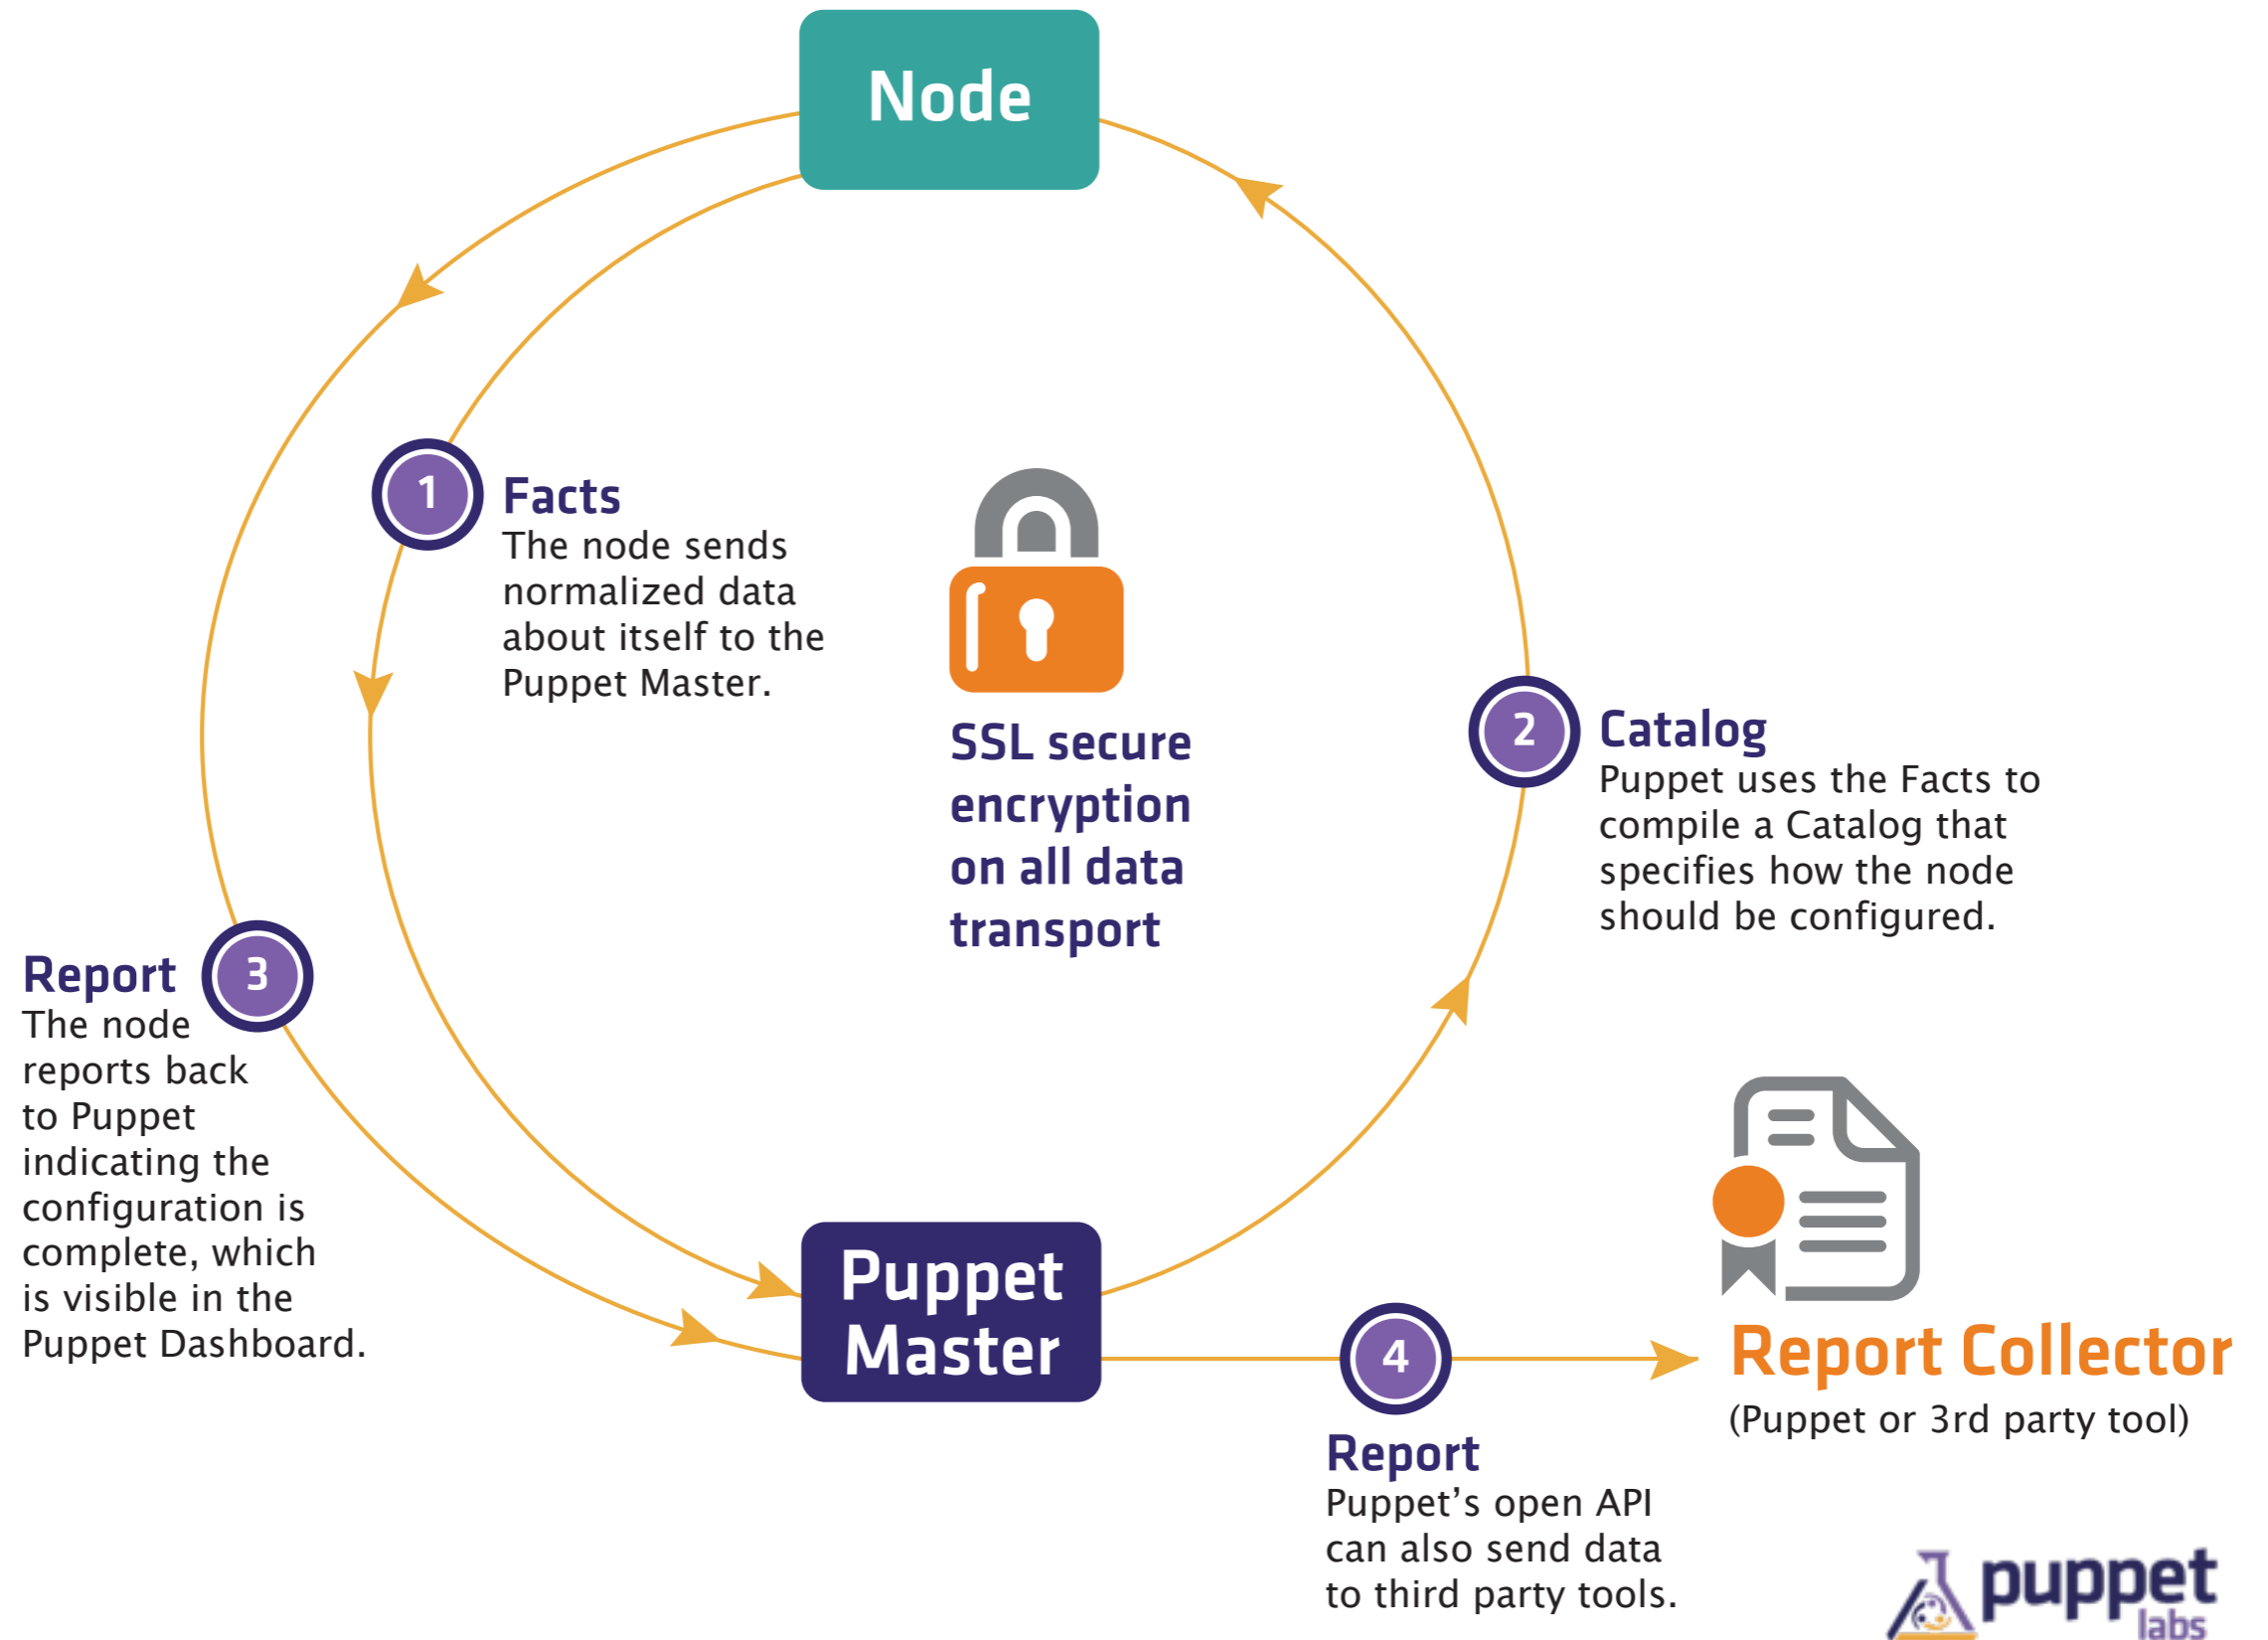 Node
1
Facts
The node sends
normalized data
about itself to the
Puppet Master.
SSL secure
encryption
on all data
transport
2
Catalog
Puppet uses the Facts to
compile a Catalog that
specifies how the node
should be configured.
Report
3
The node
reports back
to Puppet
indicating the
configuration is
complete, which
is visible in the
Puppet Dashboard.
Puppet
Master
4
Report
Puppet’s open API
can also send data
to third party tools.
Report Collector
(Puppet or 3rd party tool)
puppet
labs